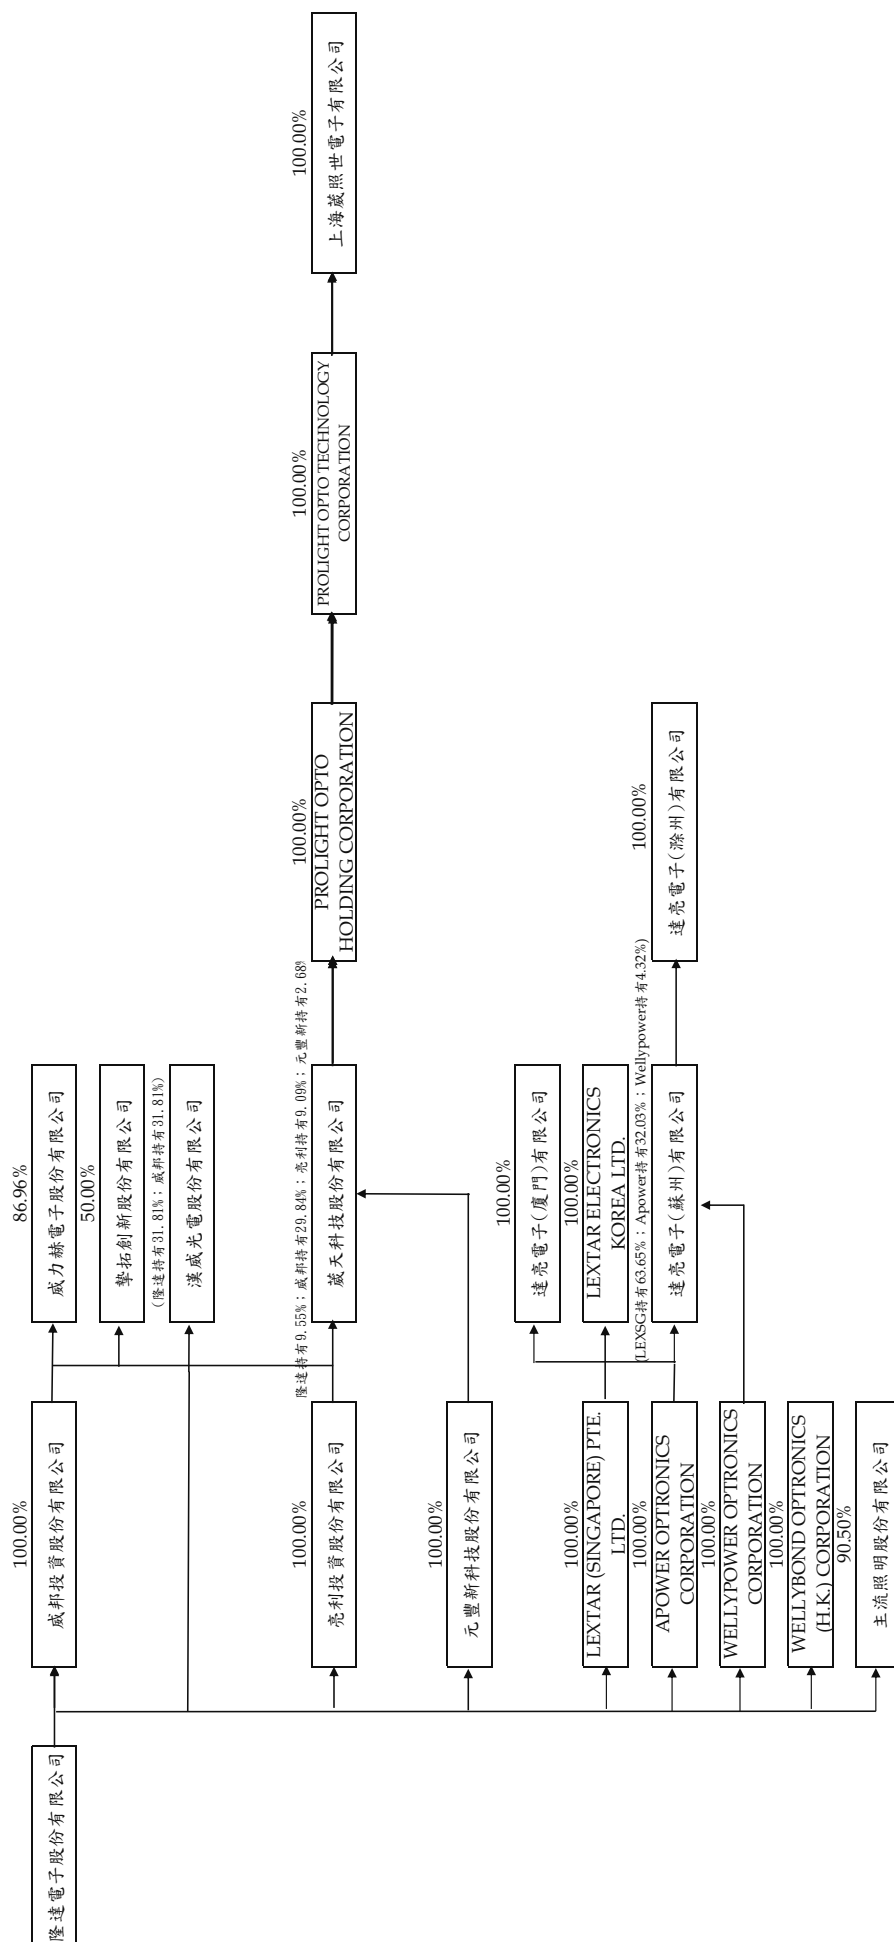 隆達電子股份有限公司
100.00%
威邦投資股份有限公司
100.00%
亮利投資股份有限公司
100.00%
元豐新科技股份有限公司
100.00%
LEXTAR (SINGAPORE) PTE.
LTD.
100.00%
APOWER OPTRONICS
CORPORATION
100.00%
WELLYPOWER OPTRONICS
CORPORATION
100.00%
WELLYBOND OPTRONICS
(H.K.) CORPORATION
90.50%
主流照明股份有限公司
86.96%
威力赫電子股份有限公司
50.00%
摯拓創新股份有限公司
(隆達持有31.81%；威邦持有31.81%)
漢威光電股份有限公司
隆達持有9.55%；威邦持有29.84%；亮利持有9.09%；元豐新持有2.68%
葳天科技股份有限公司
100.00%
達亮電子(廈門)有限公司
100.00%
LEXTAR ELECTRONICS
KOREA LTD.
(LEXSG持有63.65%；Apower持有32.03%；Wellypower持有4.32%)
達亮電子(蘇州)有限公司
100.00%
PROLIGHT OPTO
HOLDING CORPORATION
100.00%
達亮電子(滁州)有限公司
100.00%
PROLIGHT OPTO TECHNOLOGY
CORPORATION
100.00%
上海葳照世電子有限公司